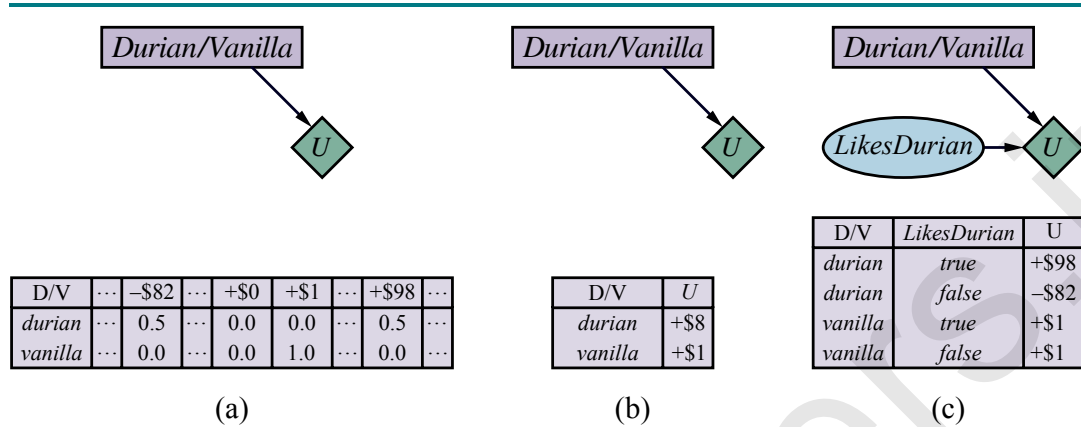 Durian/Vanilla
U
D/V ··· –$82 ··· +$0 +$1 ··· +$98 ···
durian ··· 0.5 ··· 0.0 0.0 ··· 0.5 ···
vanilla ··· 0.0 ··· 0.0 1.0 ··· 0.0 ···
(a)
Durian/Vanilla
U
D/V U
durian +$8
vanilla +$1
(b)
Durian/Vanilla
LikesDurian U
D/V LikesDurian U
durian true +$98
durian false –$82
vanilla true +$1
vanilla false +$1
(c)